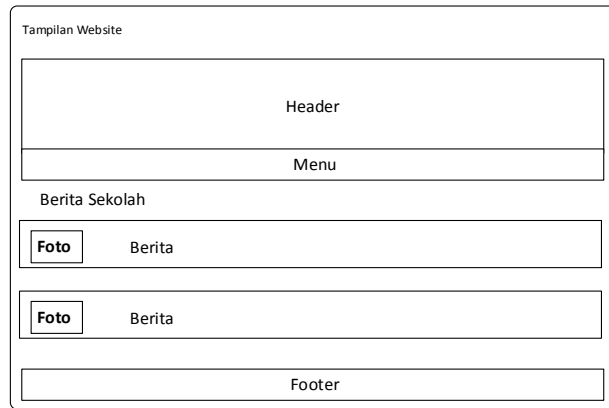 Tampilan Website
Header
Menu
Berita Sekolah
Foto Berita
Foto Berita
Footer